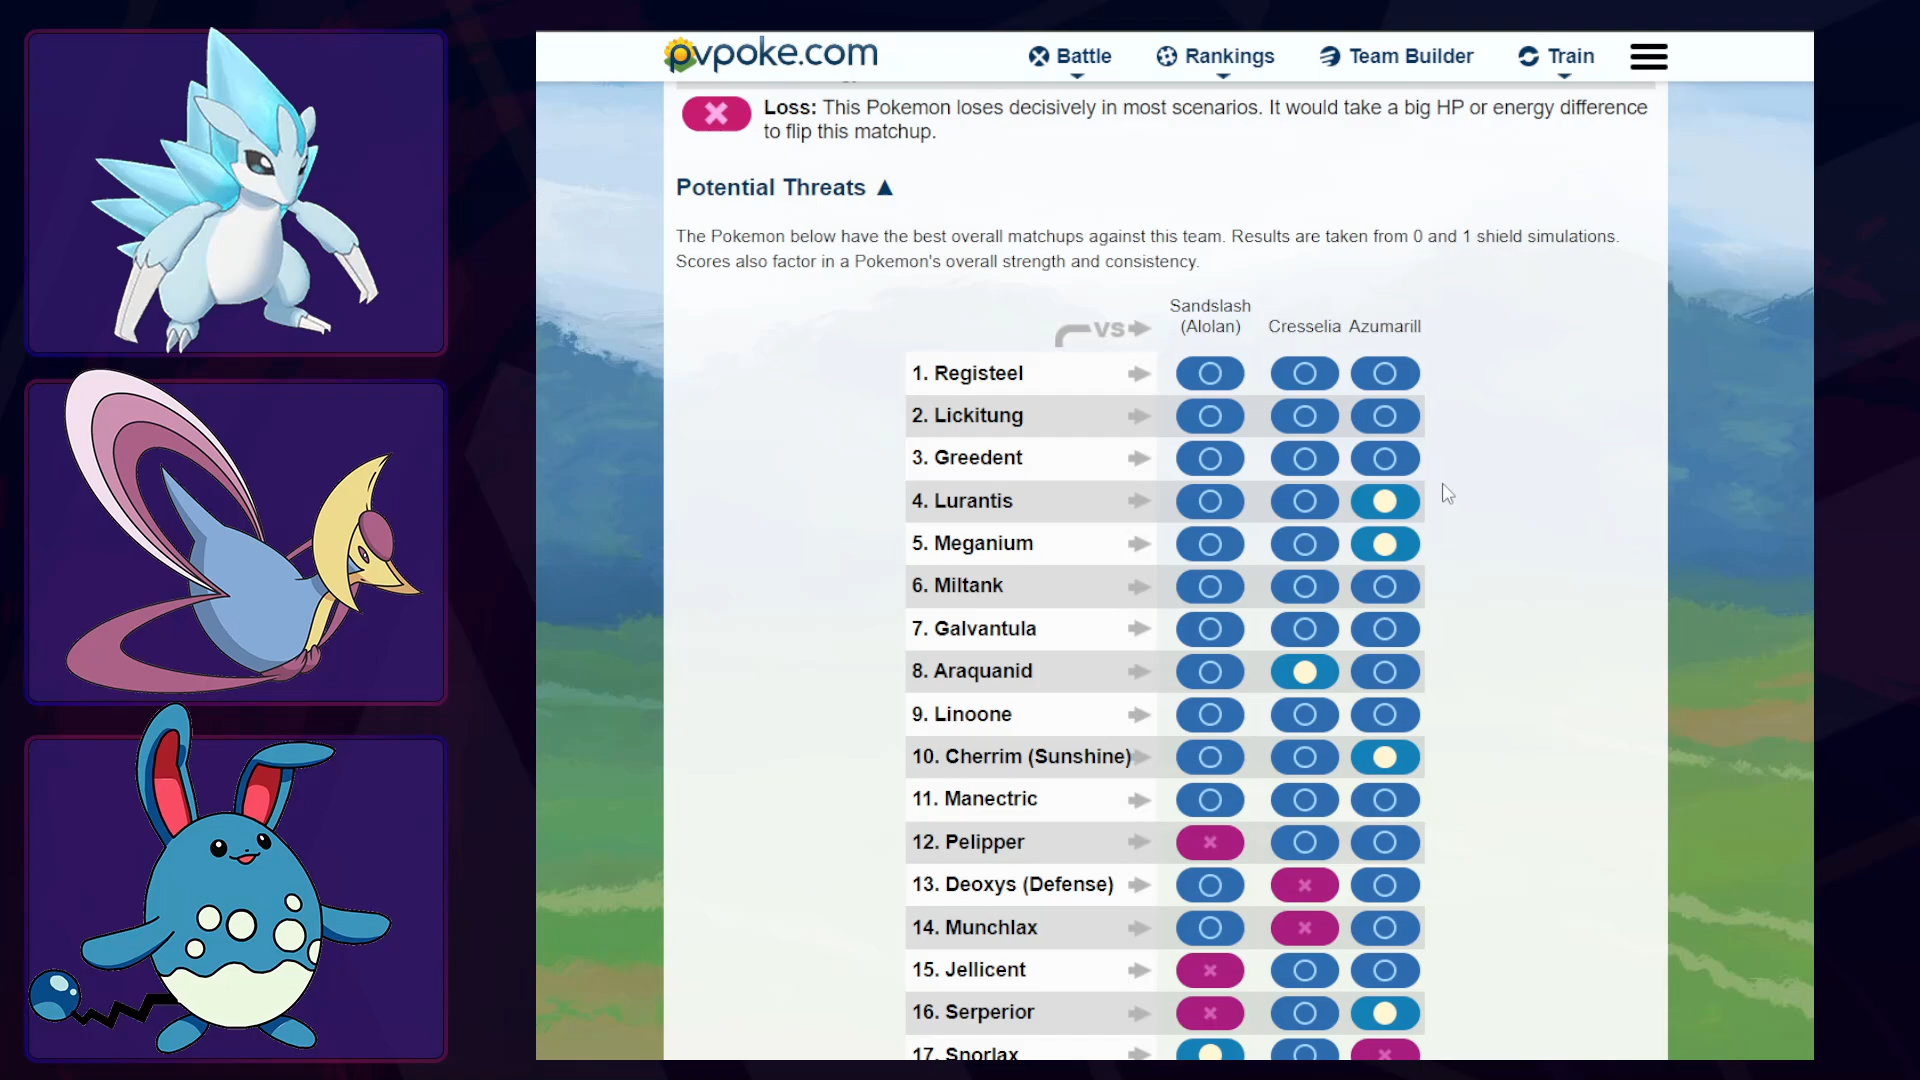 pvpoke.com
Battle
Rankings
Team Builder
Train
Loss: This Pokemon loses decisively in most scenarios. It would take a big HP or energy difference
to flip this matchup.
Potential Threats ▲
The Pokemon below have the best overall matchups against this team. Results are taken from 0 and 1 shield simulations.
Scores also factor in a Pokemon's overall strength and consistency.
VS
Sandslash
(Alolan)
Cresselia
Azumarill
1. Registeel
2. Lickitung
3. Greedent
4. Lurantis
5. Meganium
6. Miltank
7. Galvantula
8. Araquanid
9. Linoone
10. Cherrim (Sunshine)
11. Manectric
12. Pelipper
13. Deoxys (Defense)
14. Munchlax
15. Jellicent
16. Serperior
17. Snorlax